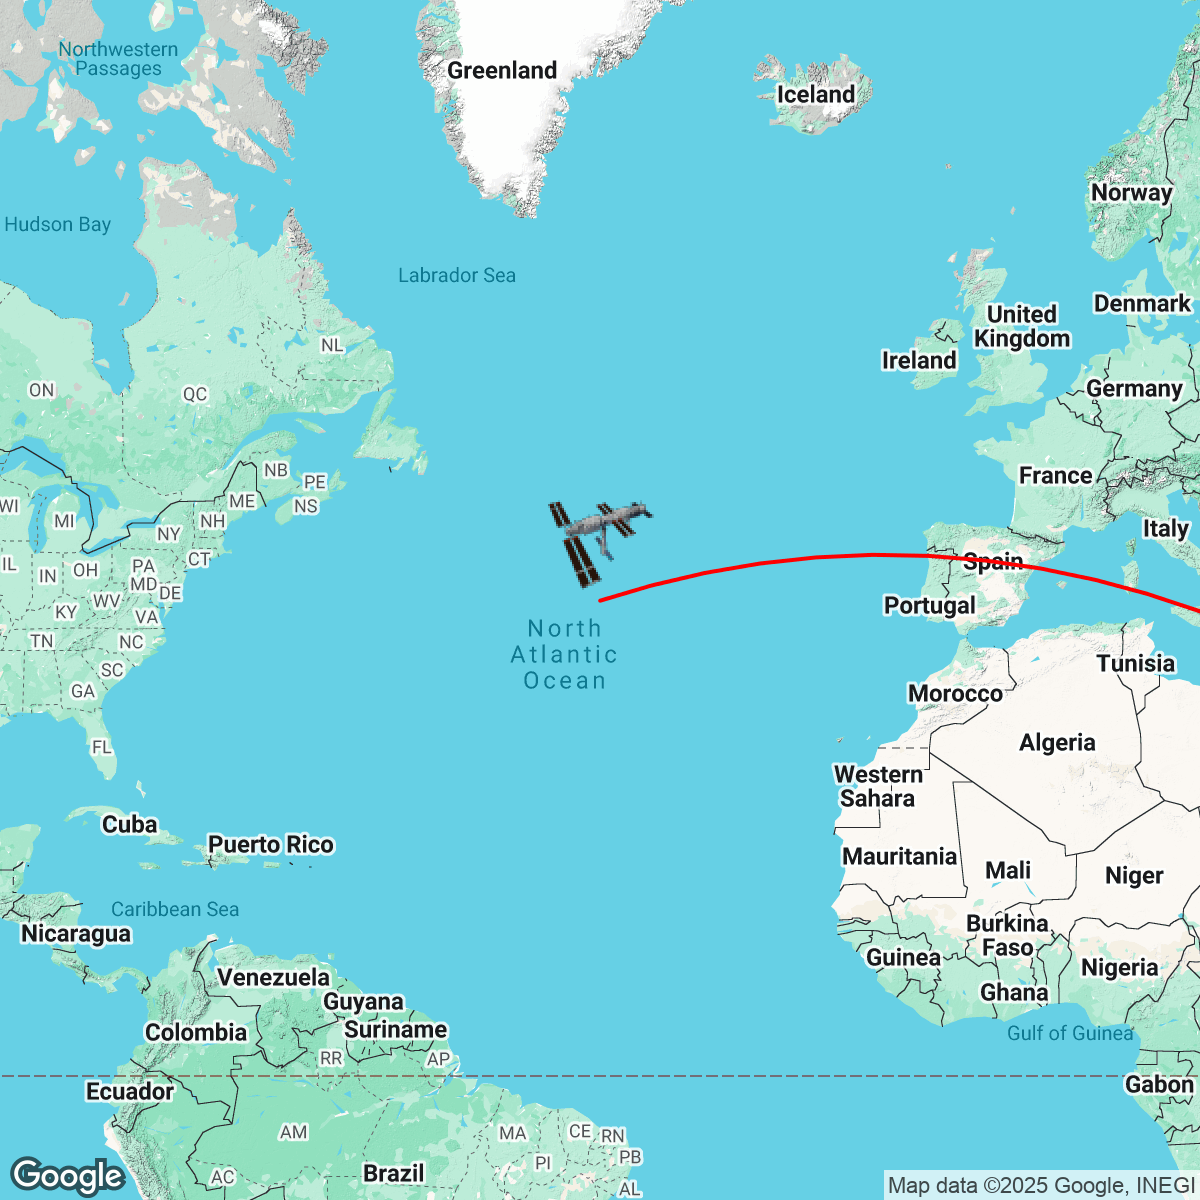 Northwestern
Passages
Greenland
Iceland
Norway
Hudson Bay
Labrador Sea
Denmark
United
Kingdom
NL
Ireland
ON
QC
Germany
NB
PE
France
ME
NS
WI
MI
NH
NY
Italy
CT
IL
IN
OH
PA
Spain
MD
DE
WV
KY
VA
Portugal
North
Atlantic
Ocean
TN
NC
SC
Tunisia
GA
Morocco
FL
Algeria
Western
Sahara
Cuba
Puerto Rico
Mauritania
Mali
Niger
Caribbean Sea
Nicaragua
Burkina
Faso
Guinea
Nigeria
Venezuela
Guyana
Ghana
Suriname
Colombia
Gulf of Guinea
RR
AP
Ecuador
Gabon
AM
MA
CE
RN
PB
PI
AC
Brazil
AL
Google
Map data ©2025 Google, INEGI